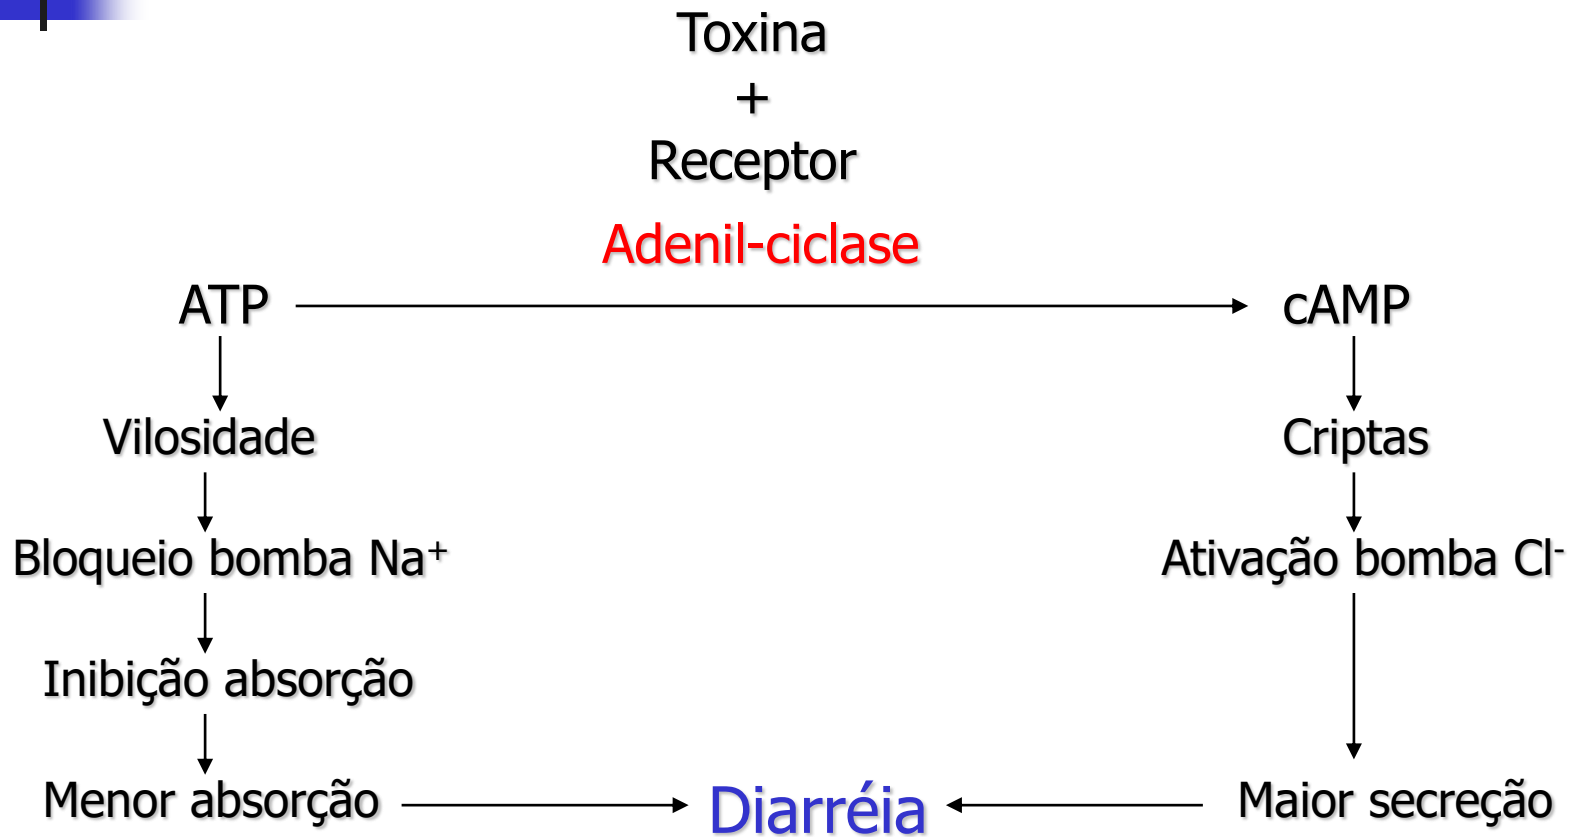 Toxina
+
Receptor
Adenil-ciclase
ATP cAMP
Vilosidade Criptas
Bloqueio bomba Na⁺ Ativação bomba Cl⁻
Inibição absorção
Menor absorção Diarréia Maior secreção